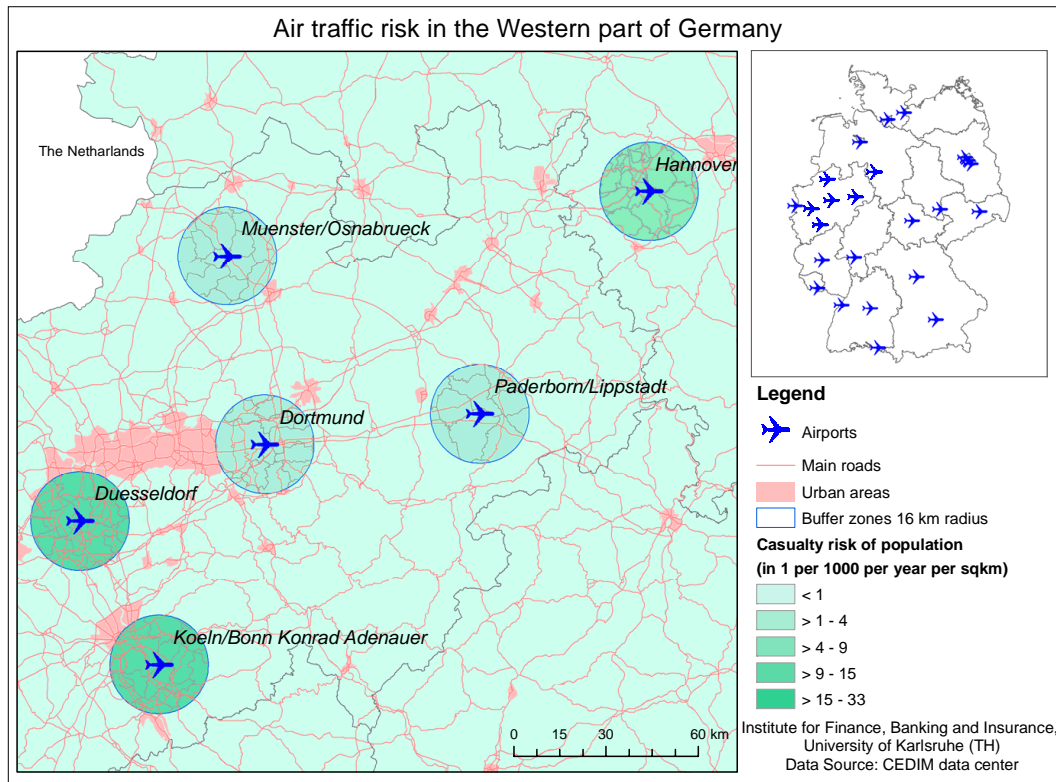 Air traffic risk in the Western part of Germany
The Netharlands
Hannover
Muenster/Osnabrueck
Paderborn/Lippstadt
Dortmund
Duesseldorf
Koeln/Bonn Konrad Adenauer
0 15 30 60 km
Legend
Airports
Main roads
Urban areas
Buffer zones 16 km radius
Casualty risk of population
(in 1 per 1000 per year per sqkm)
< 1
> 1 - 4
> 4 - 9
> 9 - 15
> 15 - 33
Institute for Finance, Banking and Insurance,
University of Karlsruhe (TH)
Data Source: CEDIM data center